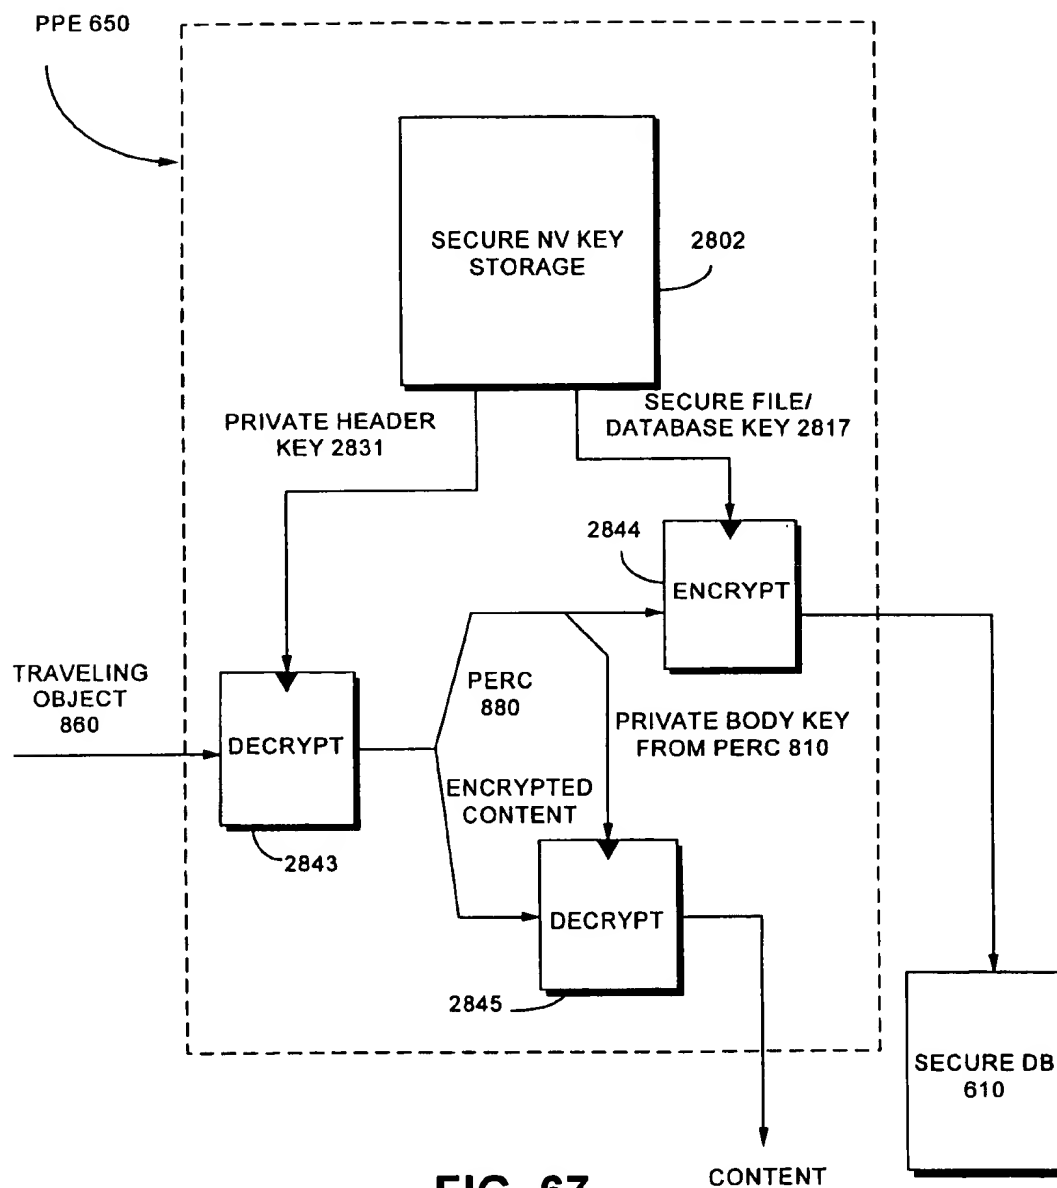 PPE 650
SECURE NV KEY
STORAGE
2802
PRIVATE HEADER
KEY 2831
SECURE FILE/
DATABASE KEY 2817
2844
ENCRYPT
TRAVELING
OBJECT
860
DECRYPT
PERC
880
PRIVATE BODY KEY
FROM PERC 810
ENCRYPTED
CONTENT
2843
DECRYPT
2845
SECURE DB
610
CONTENT
FIG. 67